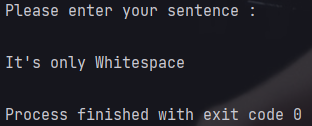 Please enter your sentence :
It's only Whitespace
Process finished with exit code 0